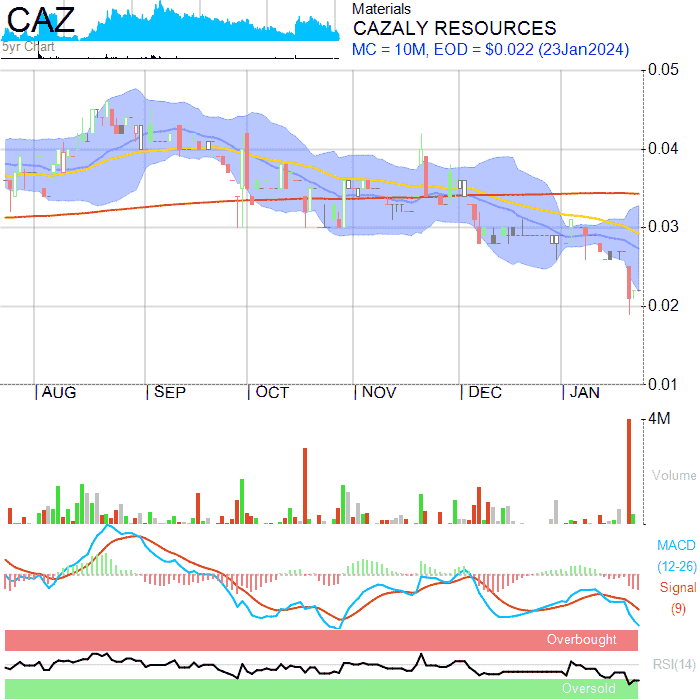 CAZ
5yr Chart
Materials
CAZALY RESOURCES
MC = 10M, EOD = $0.022 (23Jan2024)
0.05
0.04
0.03
0.02
0.01
AUG SEP OCT NOV DEC JAN
4M
Volume
MACD
(12-26)
Signal
(9)
Overbought
RSI(14)
Oversold